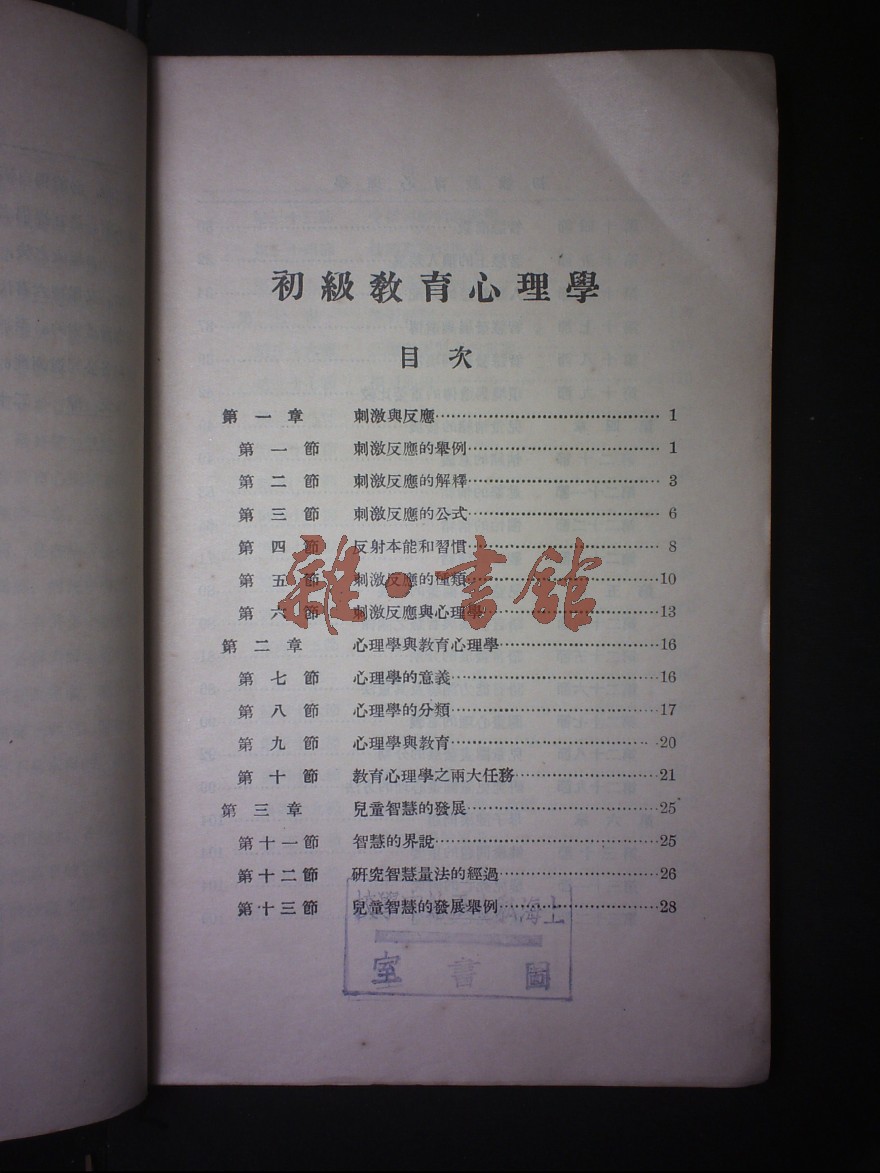 初級教育心理學
目次
第一章 刺激與反應 1
第一節 刺激反應的舉例 1
第二節 刺激反應的解釋 3
第三節 刺激反應的公式 6
第四節 反射本能和習慣 8
第五節 刺激反應的種類 10
第六節 刺激反應與心理學 13
第二章 心理學與教育心理學 16
第七節 心理學的意義 16
第八節 心理學的分類 17
第九節 心理學與教育 20
第十節 教育心理學之兩大任務 21
第三章 兒童智慧的發展 25
第十一節 智慧的界說 25
第十二節 研究智慧量法的經過 26
第十三節 兒童智慧的發展舉例 28
雜·書館
上海
學校
圖書室